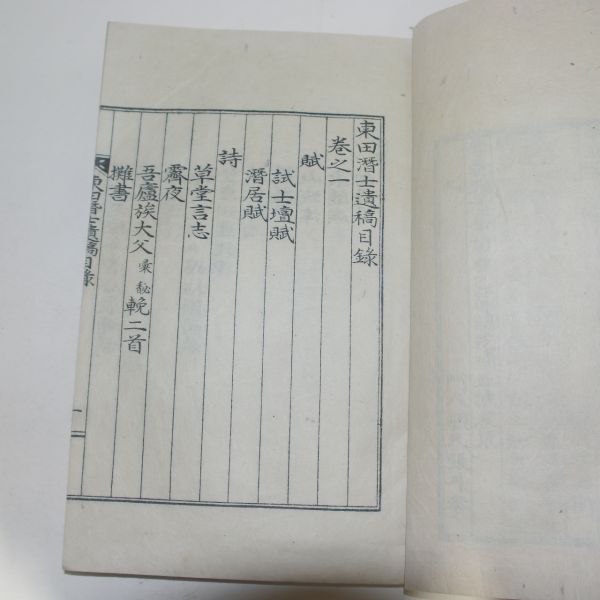 東田潛士遺稿目錄
卷之一
賦
試士壇賦
潛居賦
詩
草堂言志
霽夜
吾廬族大父彙 輓二首
攤書
東田潛士遺稿目錄
一